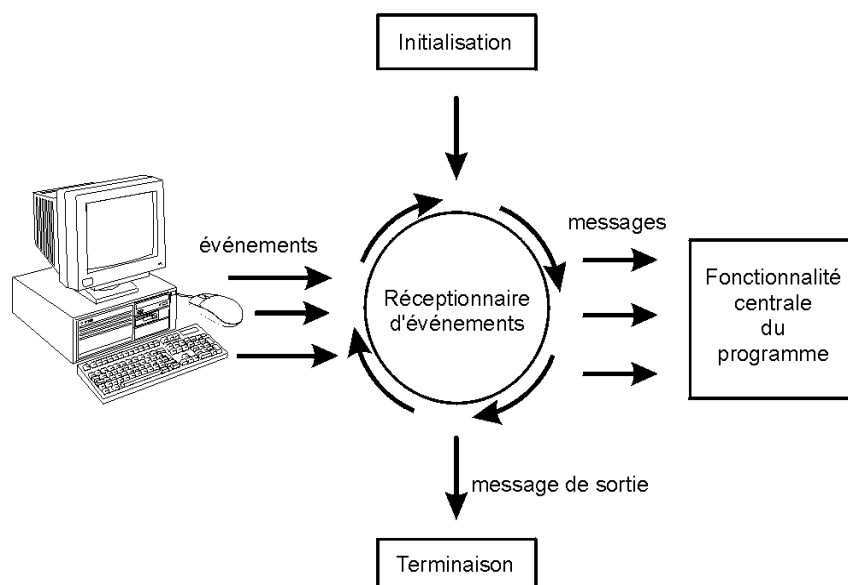 Initialisation
événements
messages
Réceptionnaire
d'événements
Fonctionnalité
centrale
du
programme
message de sortie
Terminaison